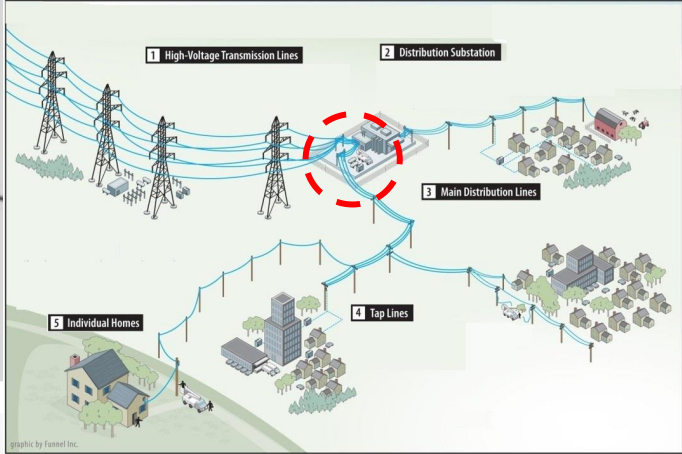 1 High-Voltage Transmission Lines
2 Distribution Substation
3 Main Distribution Lines
4 Tap Lines
5 Individual Homes
graphic by Funnel Inc.